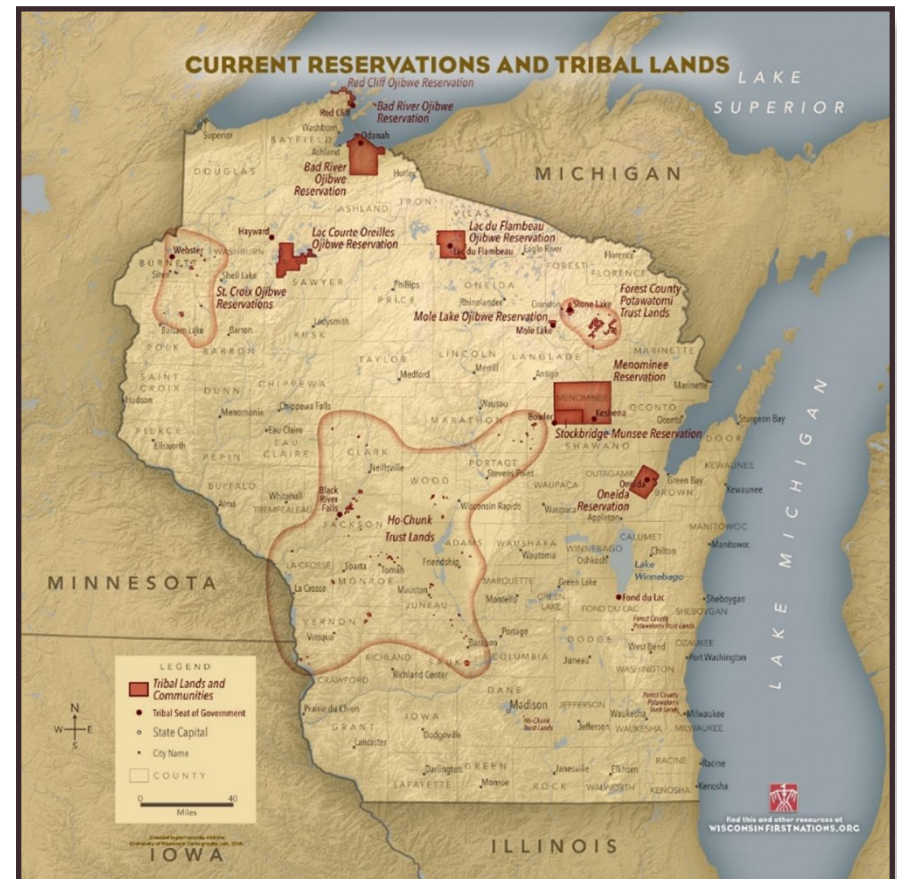 CURRENT RESERVATIONS AND TRIBAL LANDS
LAKE
SUPERIOR
Red Cliff Ojibwe Reservation
Red Cliff
Bad River Ojibwe
Reservation
Washburn
Superior
BAYFIELD
Odanah
Ashland
DOUGLAS
Bad River
Ojibwe
Reservation
Hurley
MICHIGAN
ASHLAND
IRON
VILAS
Hayward
Lac Courte Oreilles
Ojibwe Reservation
Lac du Flambeau
Ojibwe Reservation
Lac du Flambeau
Eagle River
Webster
WASHBURN
BURNETT
Siren
Shell Lake
SAWYER
Florence
FOREST
FLORENCE
St. Croix Ojibwe
Reservations
Phillips
PRICE
ONEIDA
Rhinelander
Crandon
Stone Lake
Forest County
Potawatomi
Trust Lands
Mole Lake Ojibwe Reservation
Mole Lake
Balsam Lake
Barron
Ladysmith
RUSK
POLK
BARRON
LINCOLN
LANGLADE
MARINETTE
TAYLOR
Medford
Merrill
Antigo
Menominee
Reservation
SAINT
CROIX
DUNN
CHIPPEWA
Hudson
Menomonie
Chippewa Falls
Wausau
MENOMINEE
Marinette
MARATHON
Bowler
Keshena
OCONTO
Oconto
PIERCE
Eau Claire
Ellsworth
EAU
CLAIRE
CLARK
Stockbridge-Munsee Reservation
SHAWANO
Sturgeon Bay
DOOR
PEPIN
Neillsville
PORTAGE
Stevens Point
KEWAUNEE
BUFFALO
WOOD
WAUPACA
OUTAGAMIE
Oneida
Green Bay
BROWN
Kewaunee
Alma
Whitehall
TREMPEALEAU
Black
River
Falls
JACKSON
Wisconsin Rapids
Waupaca
Oneida
Reservation
Appleton
Ho-Chunk
Trust Lands
ADAMS
WAUSHARA
Wautoma
WINNEBAGO
Oshkosh
CALUMET
Chilton
MANITOWOC
Manitowoc
LA CROSSE
Sparta
Tomah
Friendship
Lake
Winnebago
MINNESOTA
La Crosse
MONROE
Mauston
MARQUETTE
Montello
Green Lake
GREEN
LAKE
Fond du Lac
FOND DU LAC
Sheboygan
SHEBOYGAN
JUNEAU
VERNON
Viroqua
Forest County
Potawatomi Trust Lands
LAKE MICHIGAN
Portage
Baraboo
DODGE
West Bend
OZAUKEE
RICHLAND
SAUK
COLUMBIA
Juneau
Port Washington
Richland Center
WASHINGTON
CRAWFORD
DANE
Prairie du Chien
Madison
JEFFERSON
Forest County
Potawatomi
Trust Lands
IOWA
Waukesha
Milwaukee
GRANT
Dodgeville
Ho-Chunk
Trust Lands
Jefferson
WAUKESHA
MILWAUKEE
Lancaster
RACINE
Racine
Darlington
GREEN
Janesville
Elkhorn
LAFAYETTE
Monroe
ROCK
WALWORTH
KENOSHA
Kenosha
LEGEND
Tribal Lands and
Communities
Tribal Seat of Government
State Capital
City Name
COUNTY
0 40
Miles
N
W E
S
IOWA
ILLINOIS
find this and other resources at
WISCONSINFIRSTNATIONS.ORG